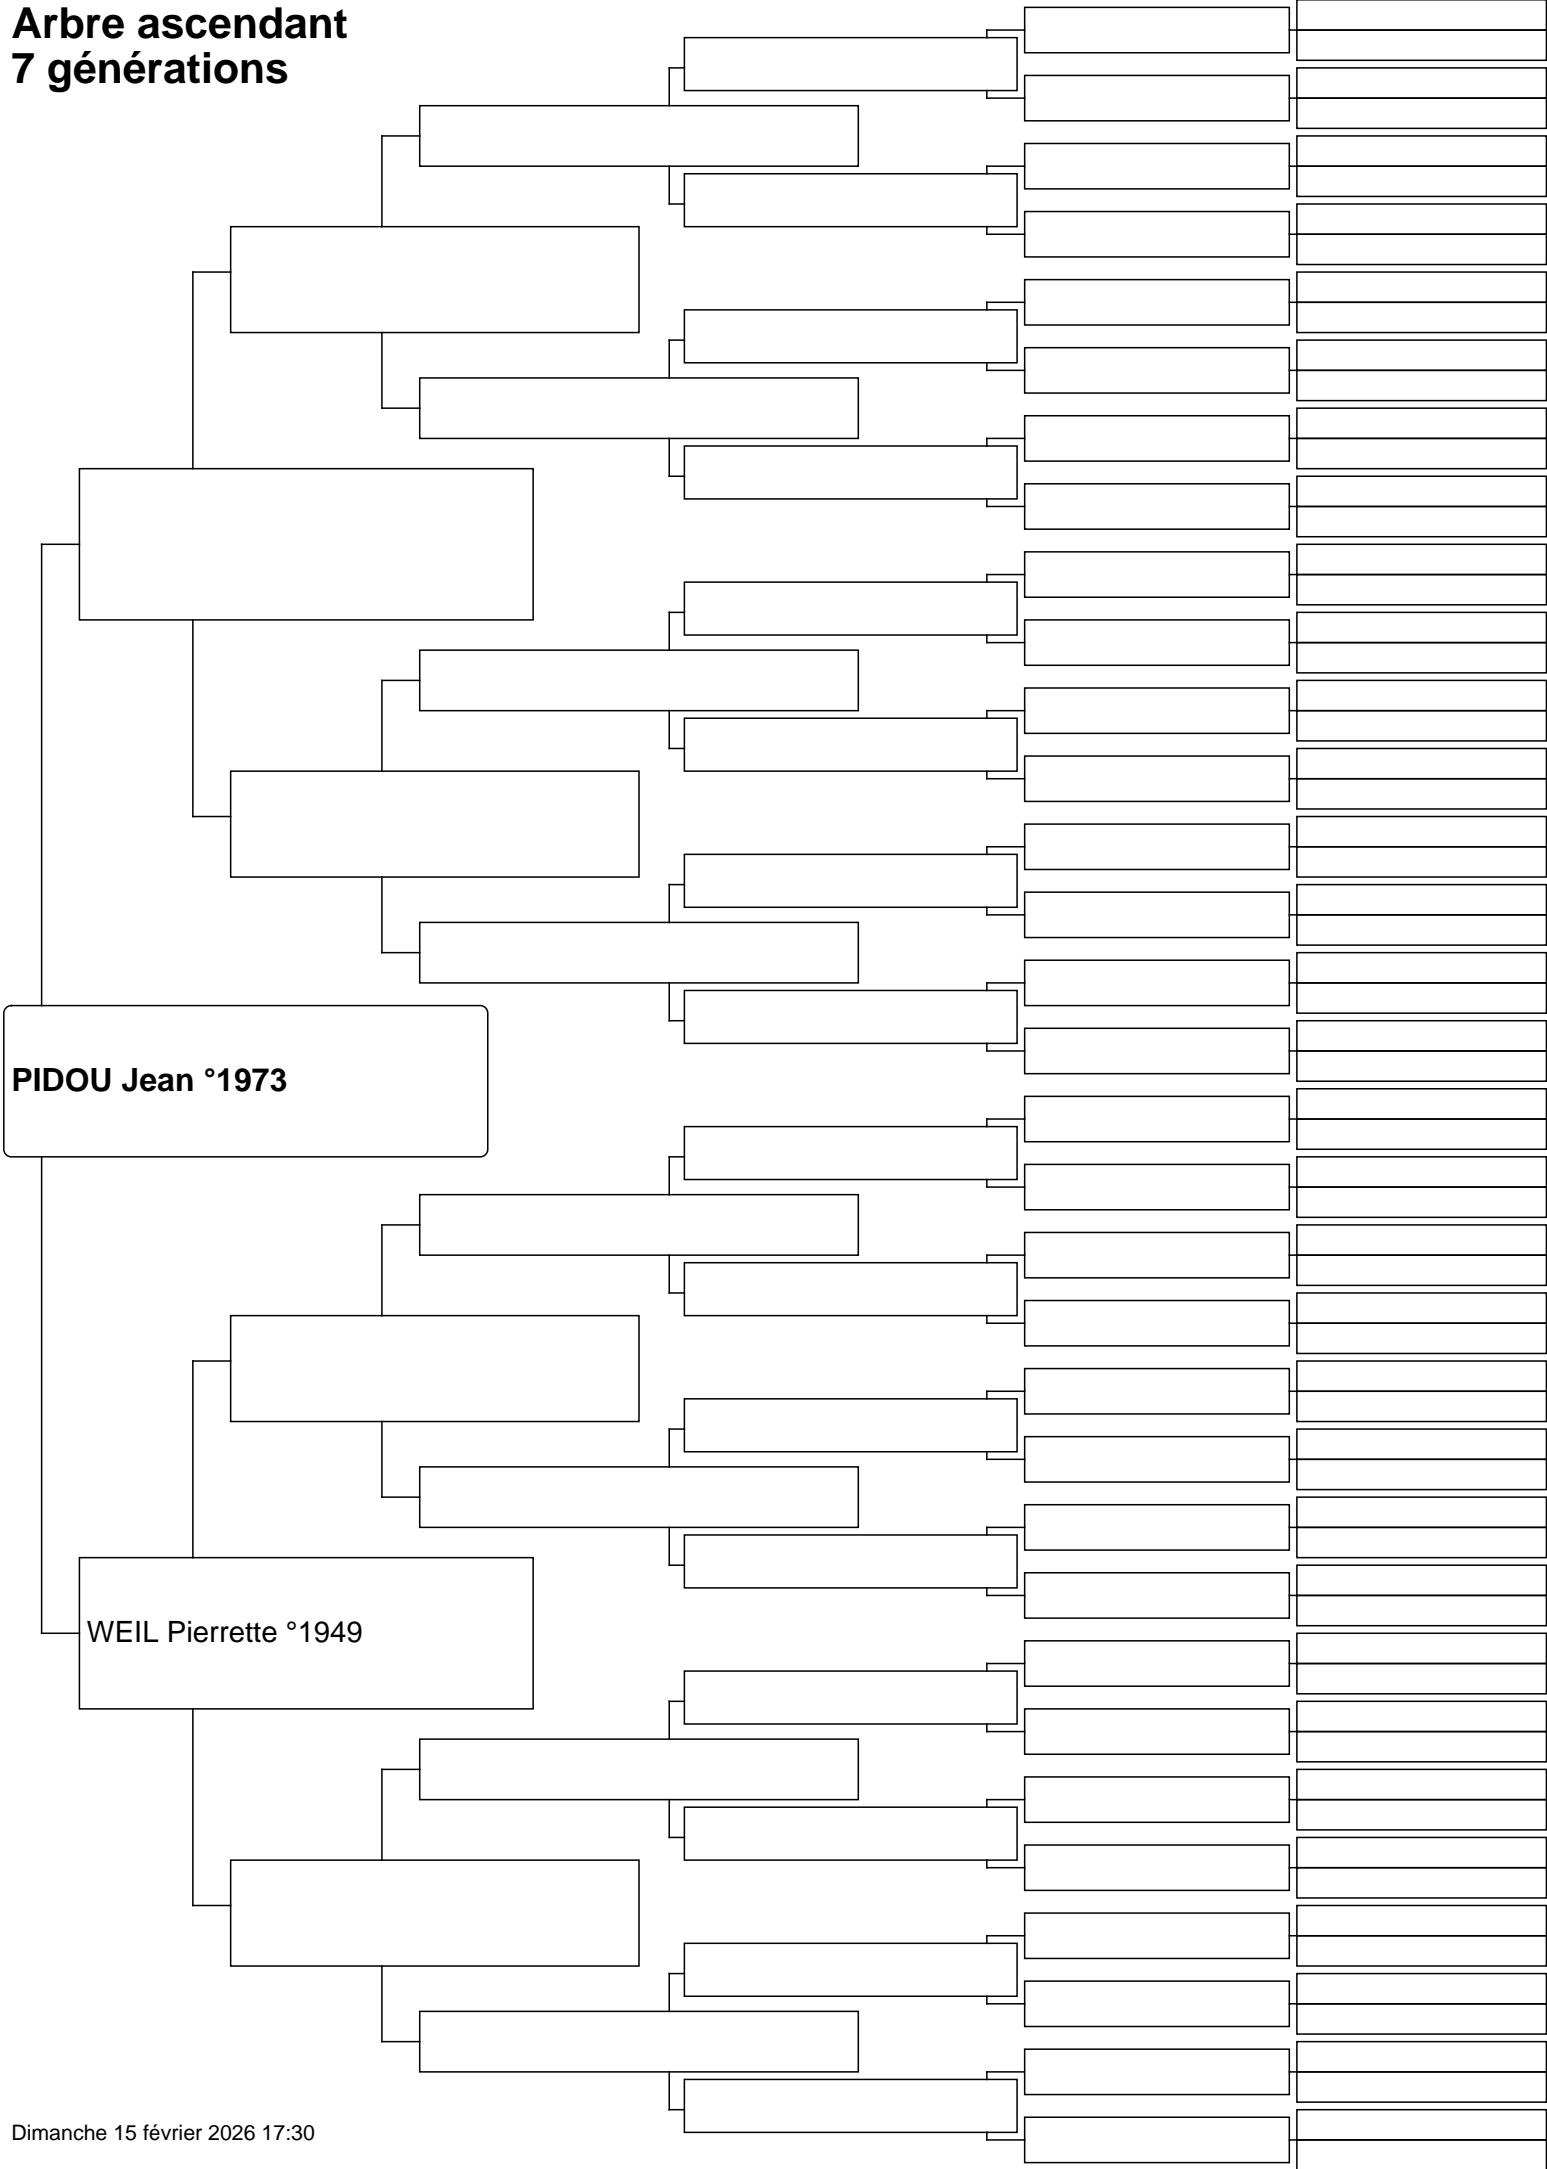 Arbre ascendant
7 générations
PIDOU Jean °1973
WEIL Pierrette °1949
Dimanche 15 février 2026 17:30